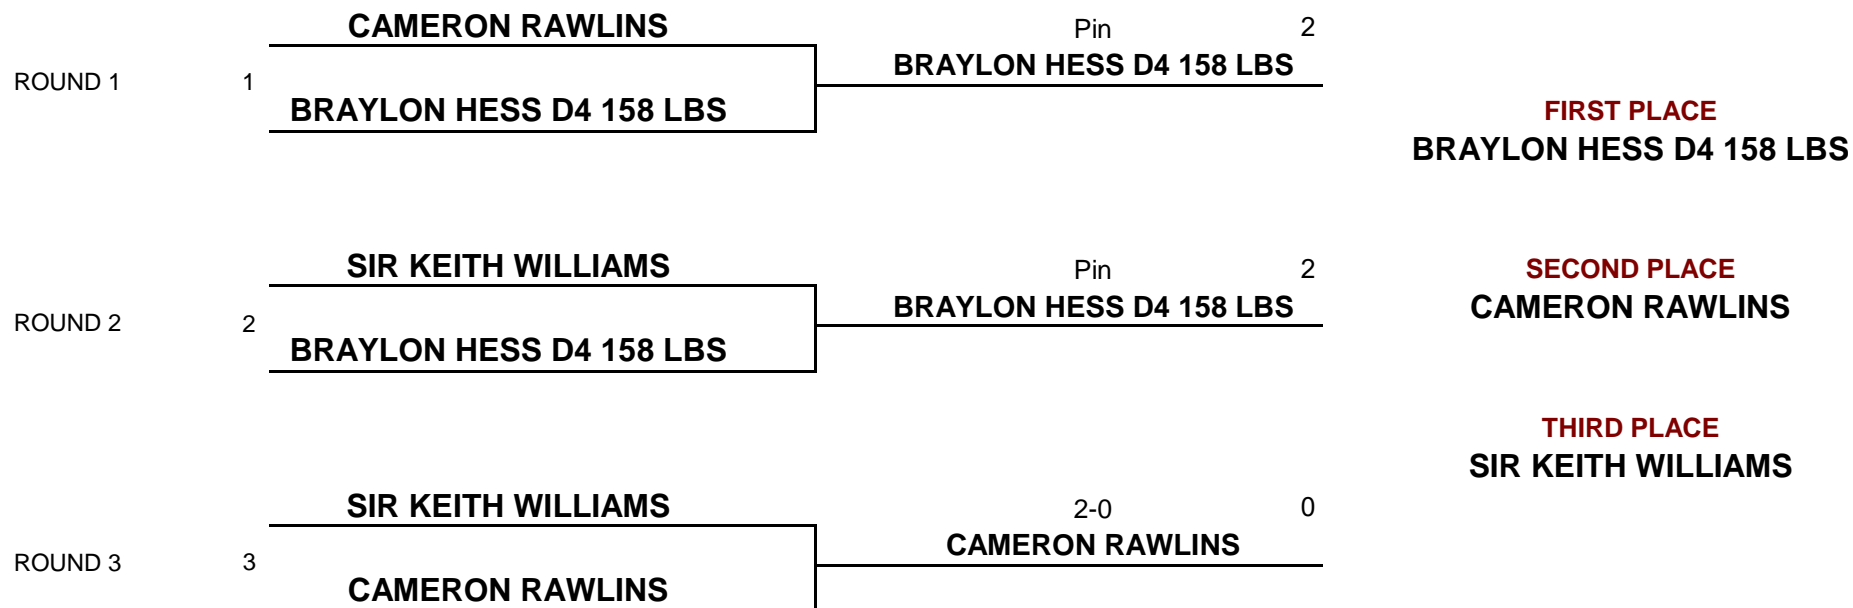 CAMERON RAWLINS
Pin 2
ROUND 1 1 BRAYLON HESS D4 158 LBS
BRAYLON HESS D4 158 LBS
FIRST PLACE
BRAYLON HESS D4 158 LBS
SIR KEITH WILLIAMS
Pin 2
SECOND PLACE
ROUND 2 2 BRAYLON HESS D4 158 LBS
CAMERON RAWLINS
BRAYLON HESS D4 158 LBS
THIRD PLACE
SIR KEITH WILLIAMS
SIR KEITH WILLIAMS
2-0 0
ROUND 3 3 CAMERON RAWLINS
CAMERON RAWLINS